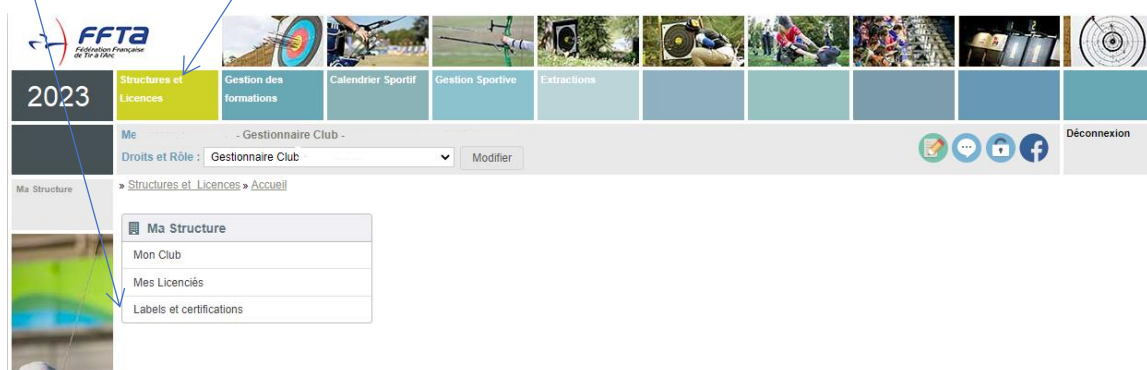 FFTa
Fédération Française
de Tir à l'Arc
2023
Structures et Licences
Gestion des formations
Calendrier Sportif
Gestion Sportive
Extractions
Me - Gestionnaire Club -
Droits et Rôle : Gestionnaire Club
Modifier
Déconnexion
Ma Structure
» Structures et Licences » Accueil
Ma Structure
Mon Club
Mes Licenciés
Labels et certifications